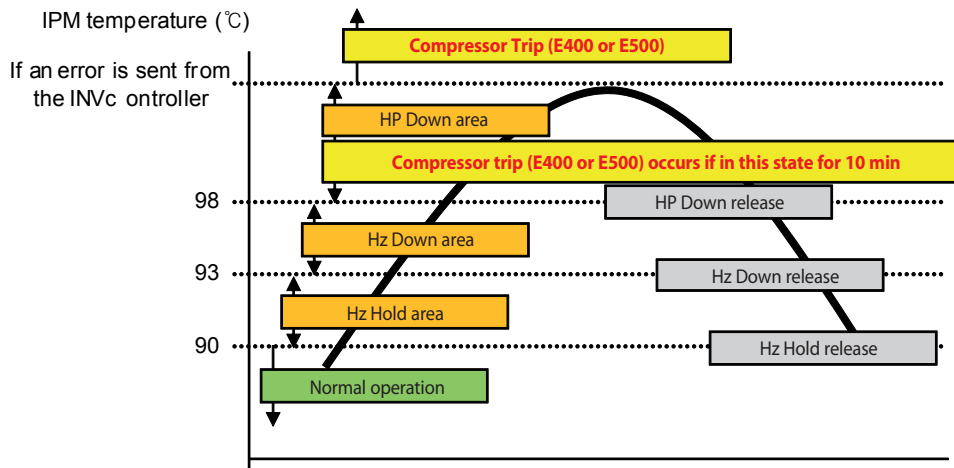 IPM temperature (℃)
Compressor Trip (E400 or E500)
If an error is sent from
the INVc ontroller
HP Down area
Compressor trip (E400 or E500) occurs if in this state for 10 min
98
HP Down release
Hz Down area
93
Hz Down release
Hz Hold area
90
Hz Hold release
Normal operation